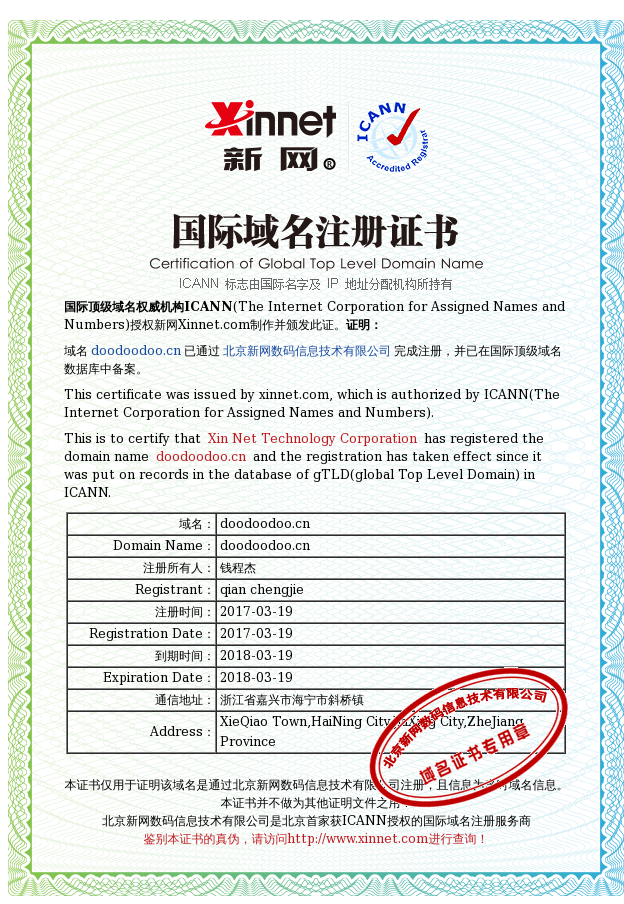 xinnet
新 网®
ICANN
Accredited Registrar
国际域名注册证书
Certification of Global Top Level Domain Name
ICANN 标志由国际名字及 IP 地址分配机构所持有
国际顶级域名权威机构ICANN(The Internet Corporation for Assigned Names and
Numbers)授权新网Xinnet.com制作并颁发此证。证明：
域名 doodoodoo.cn 已通过 北京新网数码信息技术有限公司 完成注册，并已在国际顶级域名
数据库中备案。
This certificate was issued by xinnet.com, which is authorized by ICANN(The
Internet Corporation for Assigned Names and Numbers).
This is to certify that Xin Net Technology Corporation has registered the
domain name doodoodoo.cn and the registration has taken effect since it
was put on records in the database of gTLD(global Top Level Domain) in
ICANN.
域名： doodoodoo.cn
Domain Name： doodoodoo.cn
注册所有人： 钱程杰
Registrant： qian chengjie
注册时间： 2017-03-19
Registration Date： 2017-03-19
到期时间： 2018-03-19
Expiration Date： 2018-03-19
通信地址： 浙江省嘉兴市海宁市斜桥镇
Address： XieQiao Town,HaiNing City,JiaXing City,ZheJiang
Province
北京新网数码信息技术有限公司
域名证书专用章
本证书仅用于证明该域名是通过北京新网数码信息技术有限公司注册，且信息为当时域名信息。
本证书并不做为其他证明文件之用！
北京新网数码信息技术有限公司是北京首家获ICANN授权的国际域名注册服务商
鉴别本证书的真伪，请访问http://www.xinnet.com进行查询！